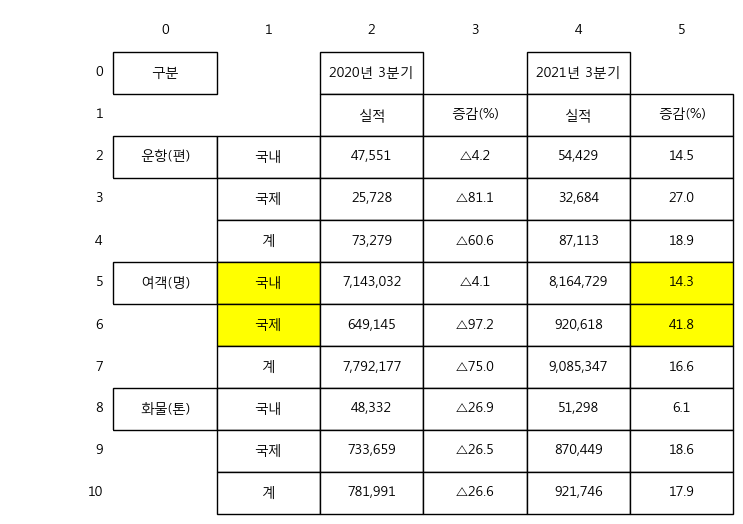 0 1 2 3 4 5
0 구분 2020년 3분기 2021년 3분기
1 실적 증감(%) 실적 증감(%)
2 운항(편) 국내 47,551 △4.2 54,429 14.5
3 국제 25,728 △81.1 32,684 27.0
4 계 73,279 △60.6 87,113 18.9
5 여객(명) 국내 7,143,032 △4.1 8,164,729 14.3
6 국제 649,145 △97.2 920,618 41.8
7 계 7,792,177 △75.0 9,085,347 16.6
8 화물(톤) 국내 48,332 △26.9 51,298 6.1
9 국제 733,659 △26.5 870,449 18.6
10 계 781,991 △26.6 921,746 17.9